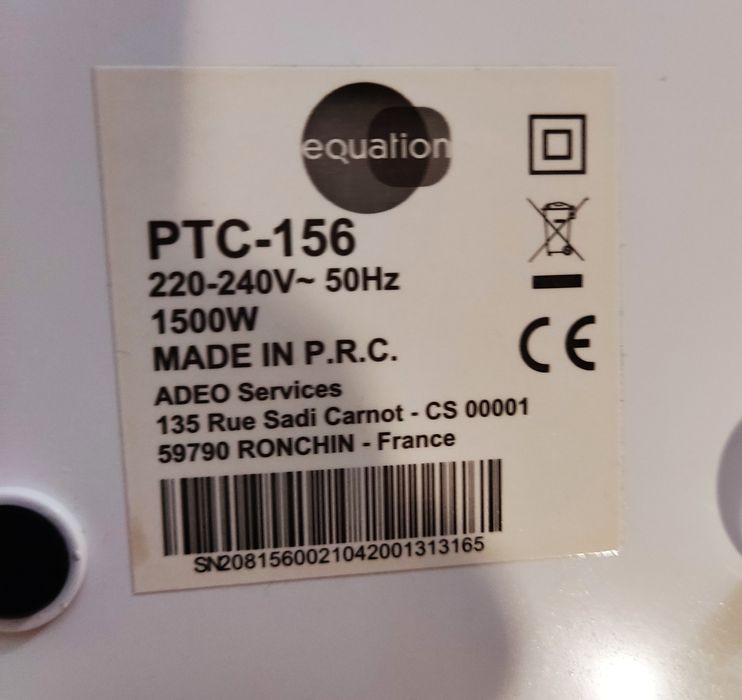 equation
PTC-156
220-240V~ 50Hz
1500W
MADE IN P.R.C.
CE
ADEO Services
135 Rue Sadi Carnot - CS 00001
59790 RONCHIN - France
SN2081560021042001313165